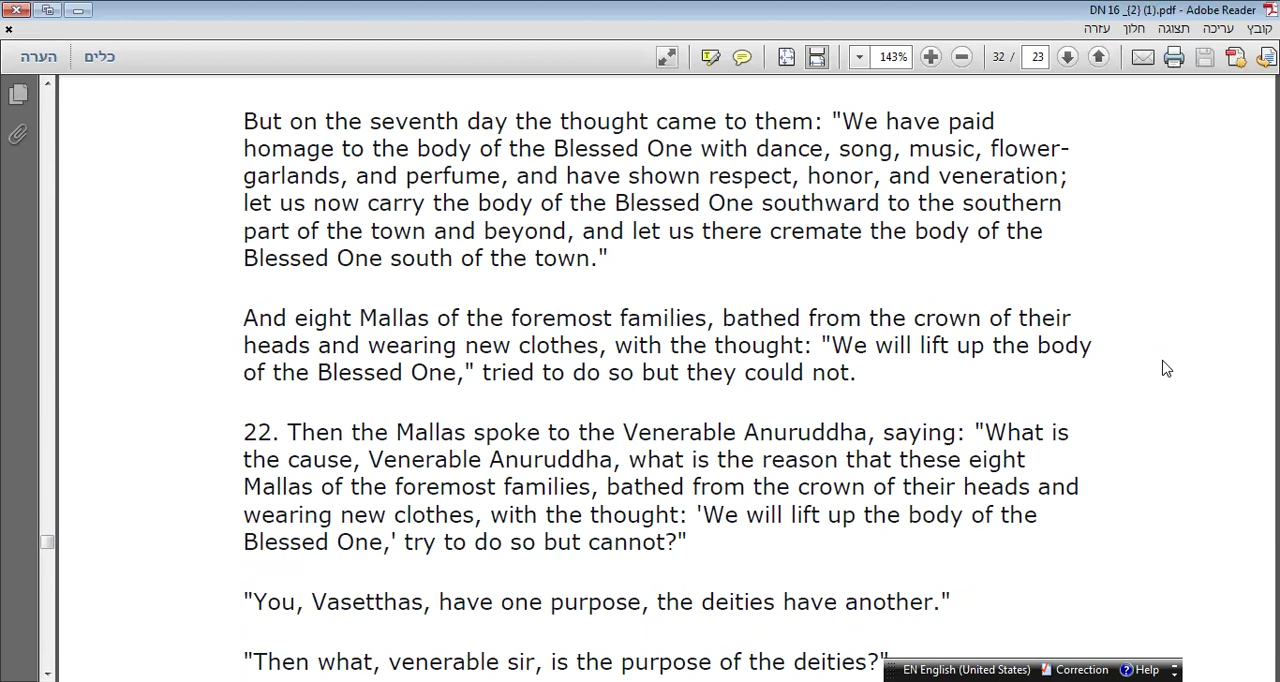 DN 16 _{2} (1).pdf - Adobe Reader
קובץ עריכה תצוגה חלון עזרה
כלים הערה
143% 32 / 23
But on the seventh day the thought came to them: "We have paid
homage to the body of the Blessed One with dance, song, music, flower-
garlands, and perfume, and have shown respect, honor, and veneration;
let us now carry the body of the Blessed One southward to the southern
part of the town and beyond, and let us there cremate the body of the
Blessed One south of the town."
And eight Mallas of the foremost families, bathed from the crown of their
heads and wearing new clothes, with the thought: "We will lift up the body
of the Blessed One," tried to do so but they could not.
22. Then the Mallas spoke to the Venerable Anuruddha, saying: "What is
the cause, Venerable Anuruddha, what is the reason that these eight
Mallas of the foremost families, bathed from the crown of their heads and
wearing new clothes, with the thought: 'We will lift up the body of the
Blessed One,' try to do so but cannot?"
"You, Vasetthas, have one purpose, the deities have another."
"Then what, venerable sir, is the purpose of the deities?"
EN English (United States) Correction Help